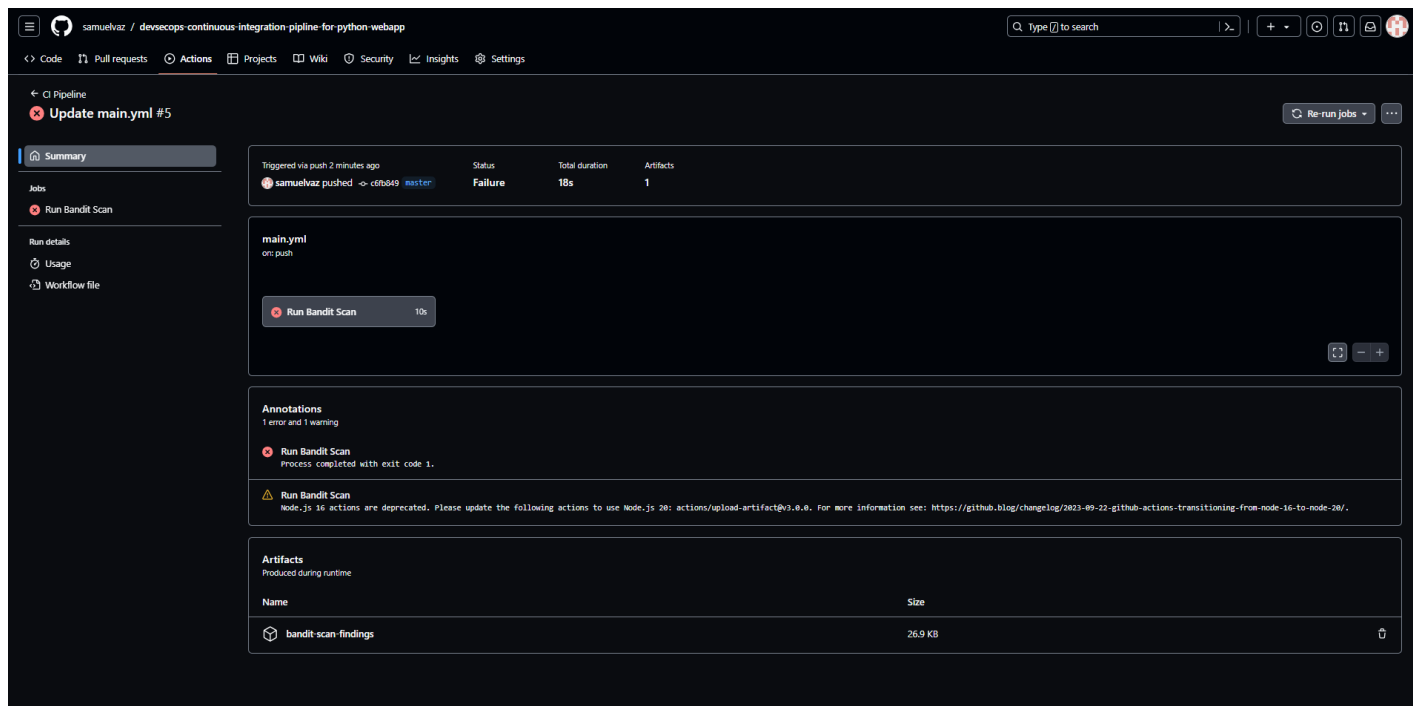 samuelvaz / devsecops-continuous-integration-pipline-for-python-webapp
Type / to search
Code Pull requests Actions Projects Wiki Security Insights Settings
← CI Pipeline
Update main.yml #5
Re-run jobs
Summary
Jobs
Run Bandit Scan
Run details
Usage
Workflow file
Triggered via push 2 minutes ago Status Total duration Artifacts
samuelvaz pushed c6fb849 master Failure 18s 1
main.yml
on: push
Run Bandit Scan 10s
Annotations
1 error and 1 warning
Run Bandit Scan
Process completed with exit code 1.
Run Bandit Scan
Node.js 16 actions are deprecated. Please update the following actions to use Node.js 20: actions/upload-artifact@v3.0.0. For more information see: https://github.blog/changelog/2023-09-22-github-actions-transitioning-from-node-16-to-node-20/.
Artifacts
Produced during runtime
Name Size
bandit-scan-findings 26.9 KB